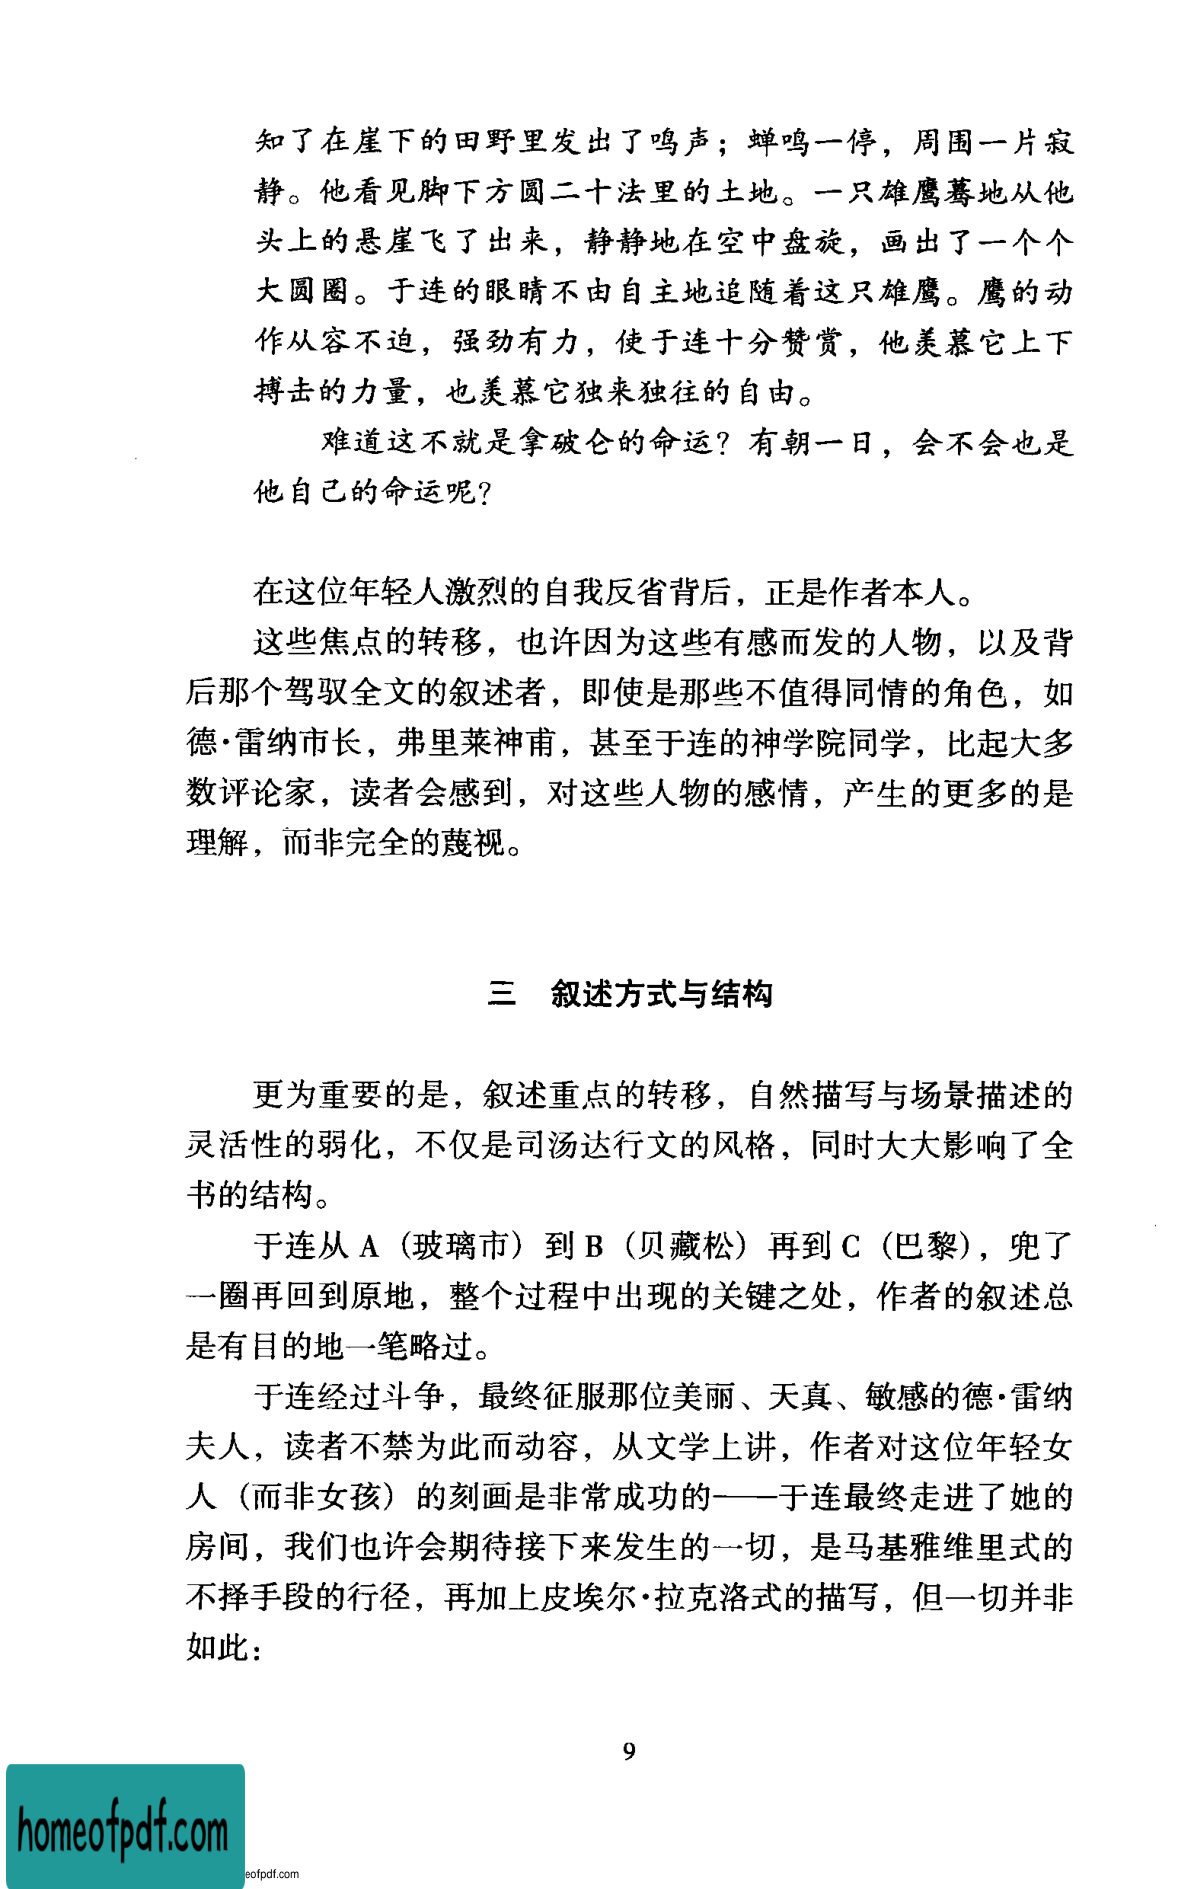 知了在崖下的田野里发出了鸣声；蝉鸣一停，周围一片寂
静。他看见脚下方圆二十法里的土地。一只雄鹰蓦地从他
头上的悬崖飞了出来，静静地在空中盘旋，画出了一个个
大圆圈。于连的眼睛不由自主地追随着这只雄鹰。鹰的动
作从容不迫，强劲有力，使于连十分赞赏，他羡慕它上下
搏击的力量，也羡慕它独来独往的自由。
难道这不就是拿破仑的命运？有朝一日，会不会也是
他自己的命运呢？
在这位年轻人激烈的自我反省背后，正是作者本人。
这些焦点的转移，也许因为这些有感而发的人物，以及背
后那个驾驭全文的叙述者，即使是那些不值得同情的角色，如
德·雷纳市长，弗里莱神甫，甚至于连的神学院同学，比起大多
数评论家，读者会感到，对这些人物的感情，产生的更多的是
理解，而非完全的蔑视。
三 叙述方式与结构
更为重要的是，叙述重点的转移，自然描写与场景描述的
灵活性的弱化，不仅是司汤达行文的风格，同时大大影响了全
书的结构。
于连从 A（玻璃市）到 B（贝藏松）再到 C（巴黎），兜了
一圈再回到原地，整个过程中出现的关键之处，作者的叙述总
是有目的地一笔略过。
于连经过斗争，最终征服那位美丽、天真、敏感的德·雷纳
夫人，读者不禁为此而动容，从文学上讲，作者对这位年轻女
人（而非女孩）的刻画是非常成功的——于连最终走进了她的
房间，我们也许会期待接下来发生的一切，是马基雅维里式的
不择手段的行径，再加上皮埃尔·拉克洛式的描写，但一切并非
如此：
9
homeofpdf.com
eofpdf.com